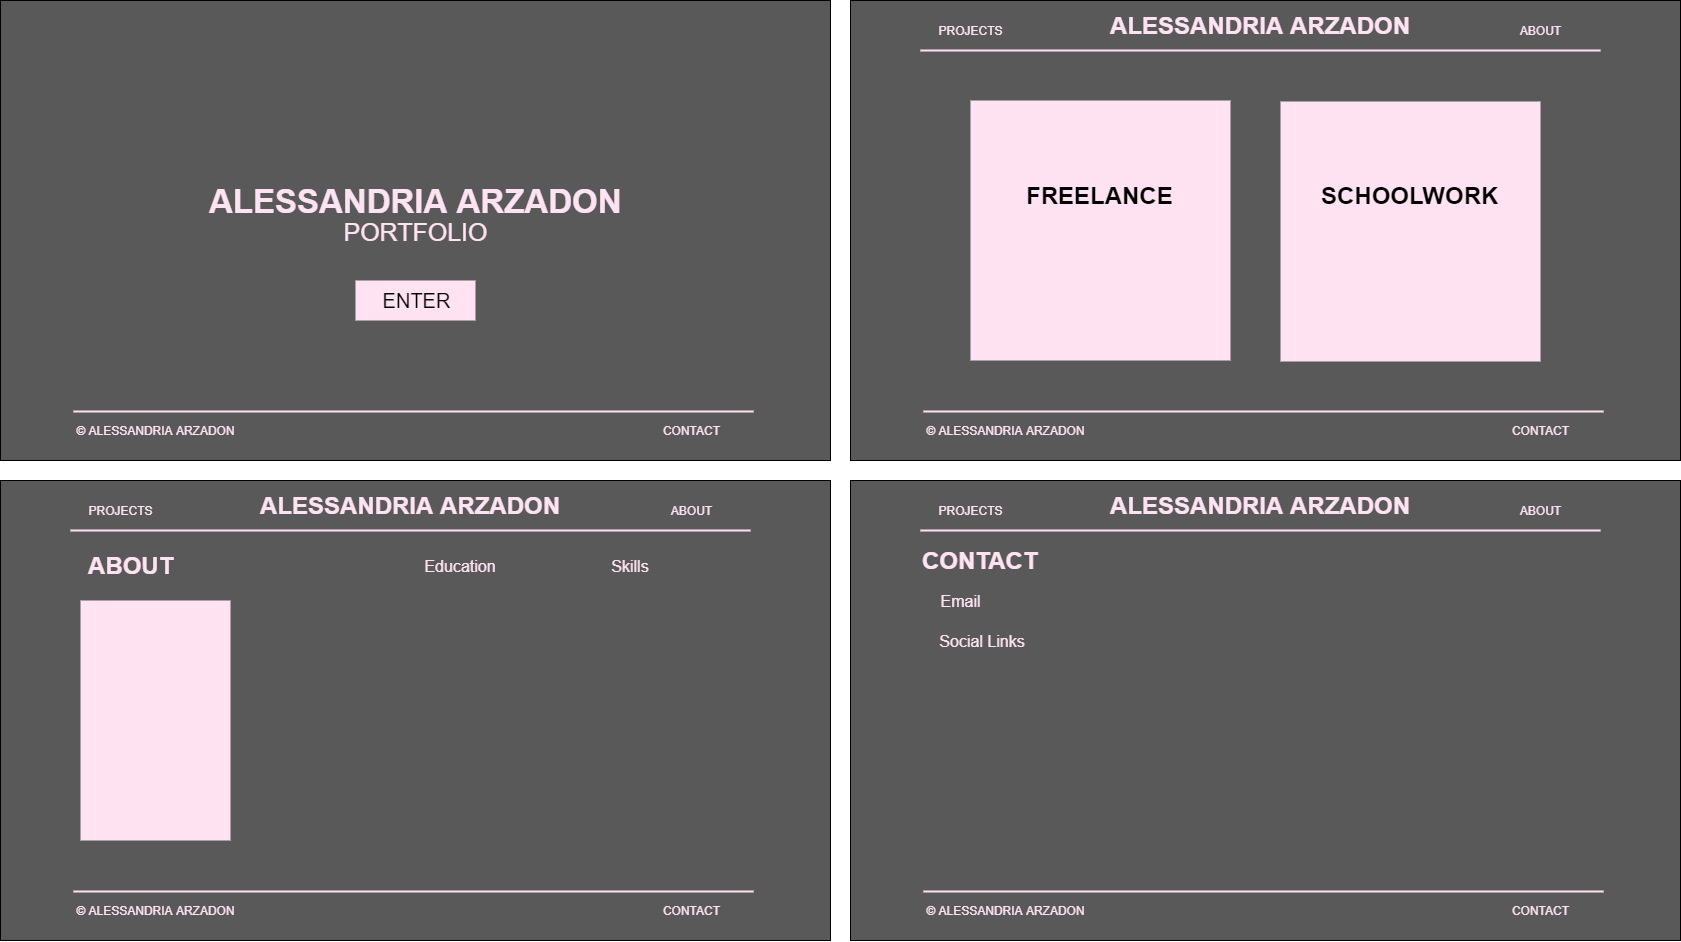 ALESSANDRIA ARZADON
PORTFOLIO
ENTER
© ALESSANDRIA ARZADON
CONTACT
PROJECTS
ALESSANDRIA ARZADON
ABOUT
FREELANCE
SCHOOLWORK
© ALESSANDRIA ARZADON
CONTACT
PROJECTS
ALESSANDRIA ARZADON
ABOUT
ABOUT
Education
Skills
© ALESSANDRIA ARZADON
CONTACT
PROJECTS
ALESSANDRIA ARZADON
ABOUT
CONTACT
Email
Social Links
© ALESSANDRIA ARZADON
CONTACT